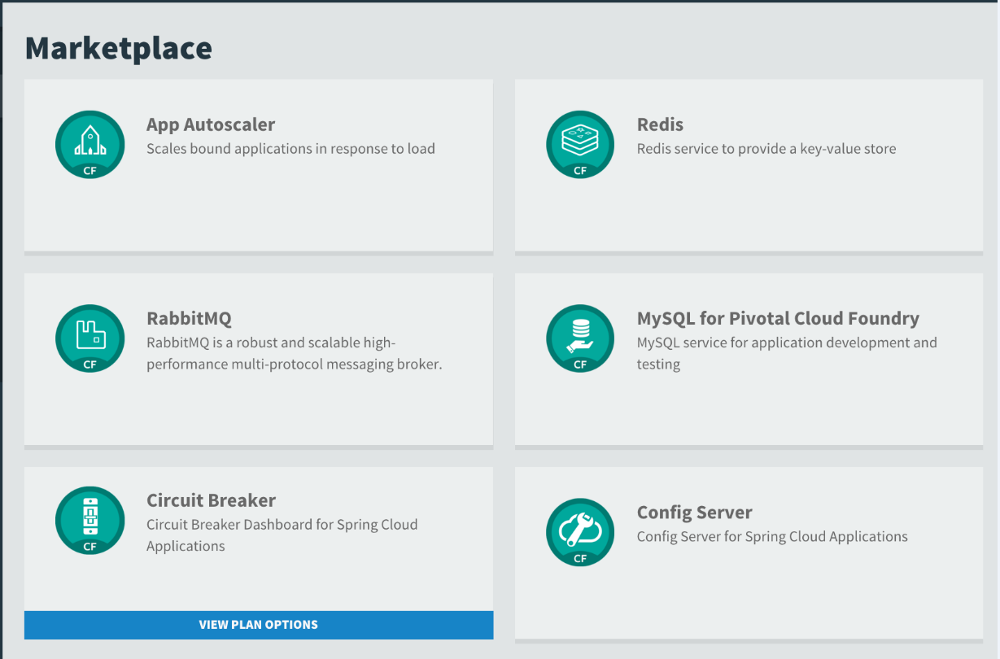 Marketplace
App Autoscaler
Scales bound applications in response to load
CF
Redis
Redis service to provide a key-value store
CF
RabbitMQ
RabbitMQ is a robust and scalable high-
performance multi-protocol messaging broker.
CF
MySQL for Pivotal Cloud Foundry
MySQL service for application development and
testing
CF
Circuit Breaker
Circuit Breaker Dashboard for Spring Cloud
Applications
CF
VIEW PLAN OPTIONS
Config Server
Config Server for Spring Cloud Applications
CF